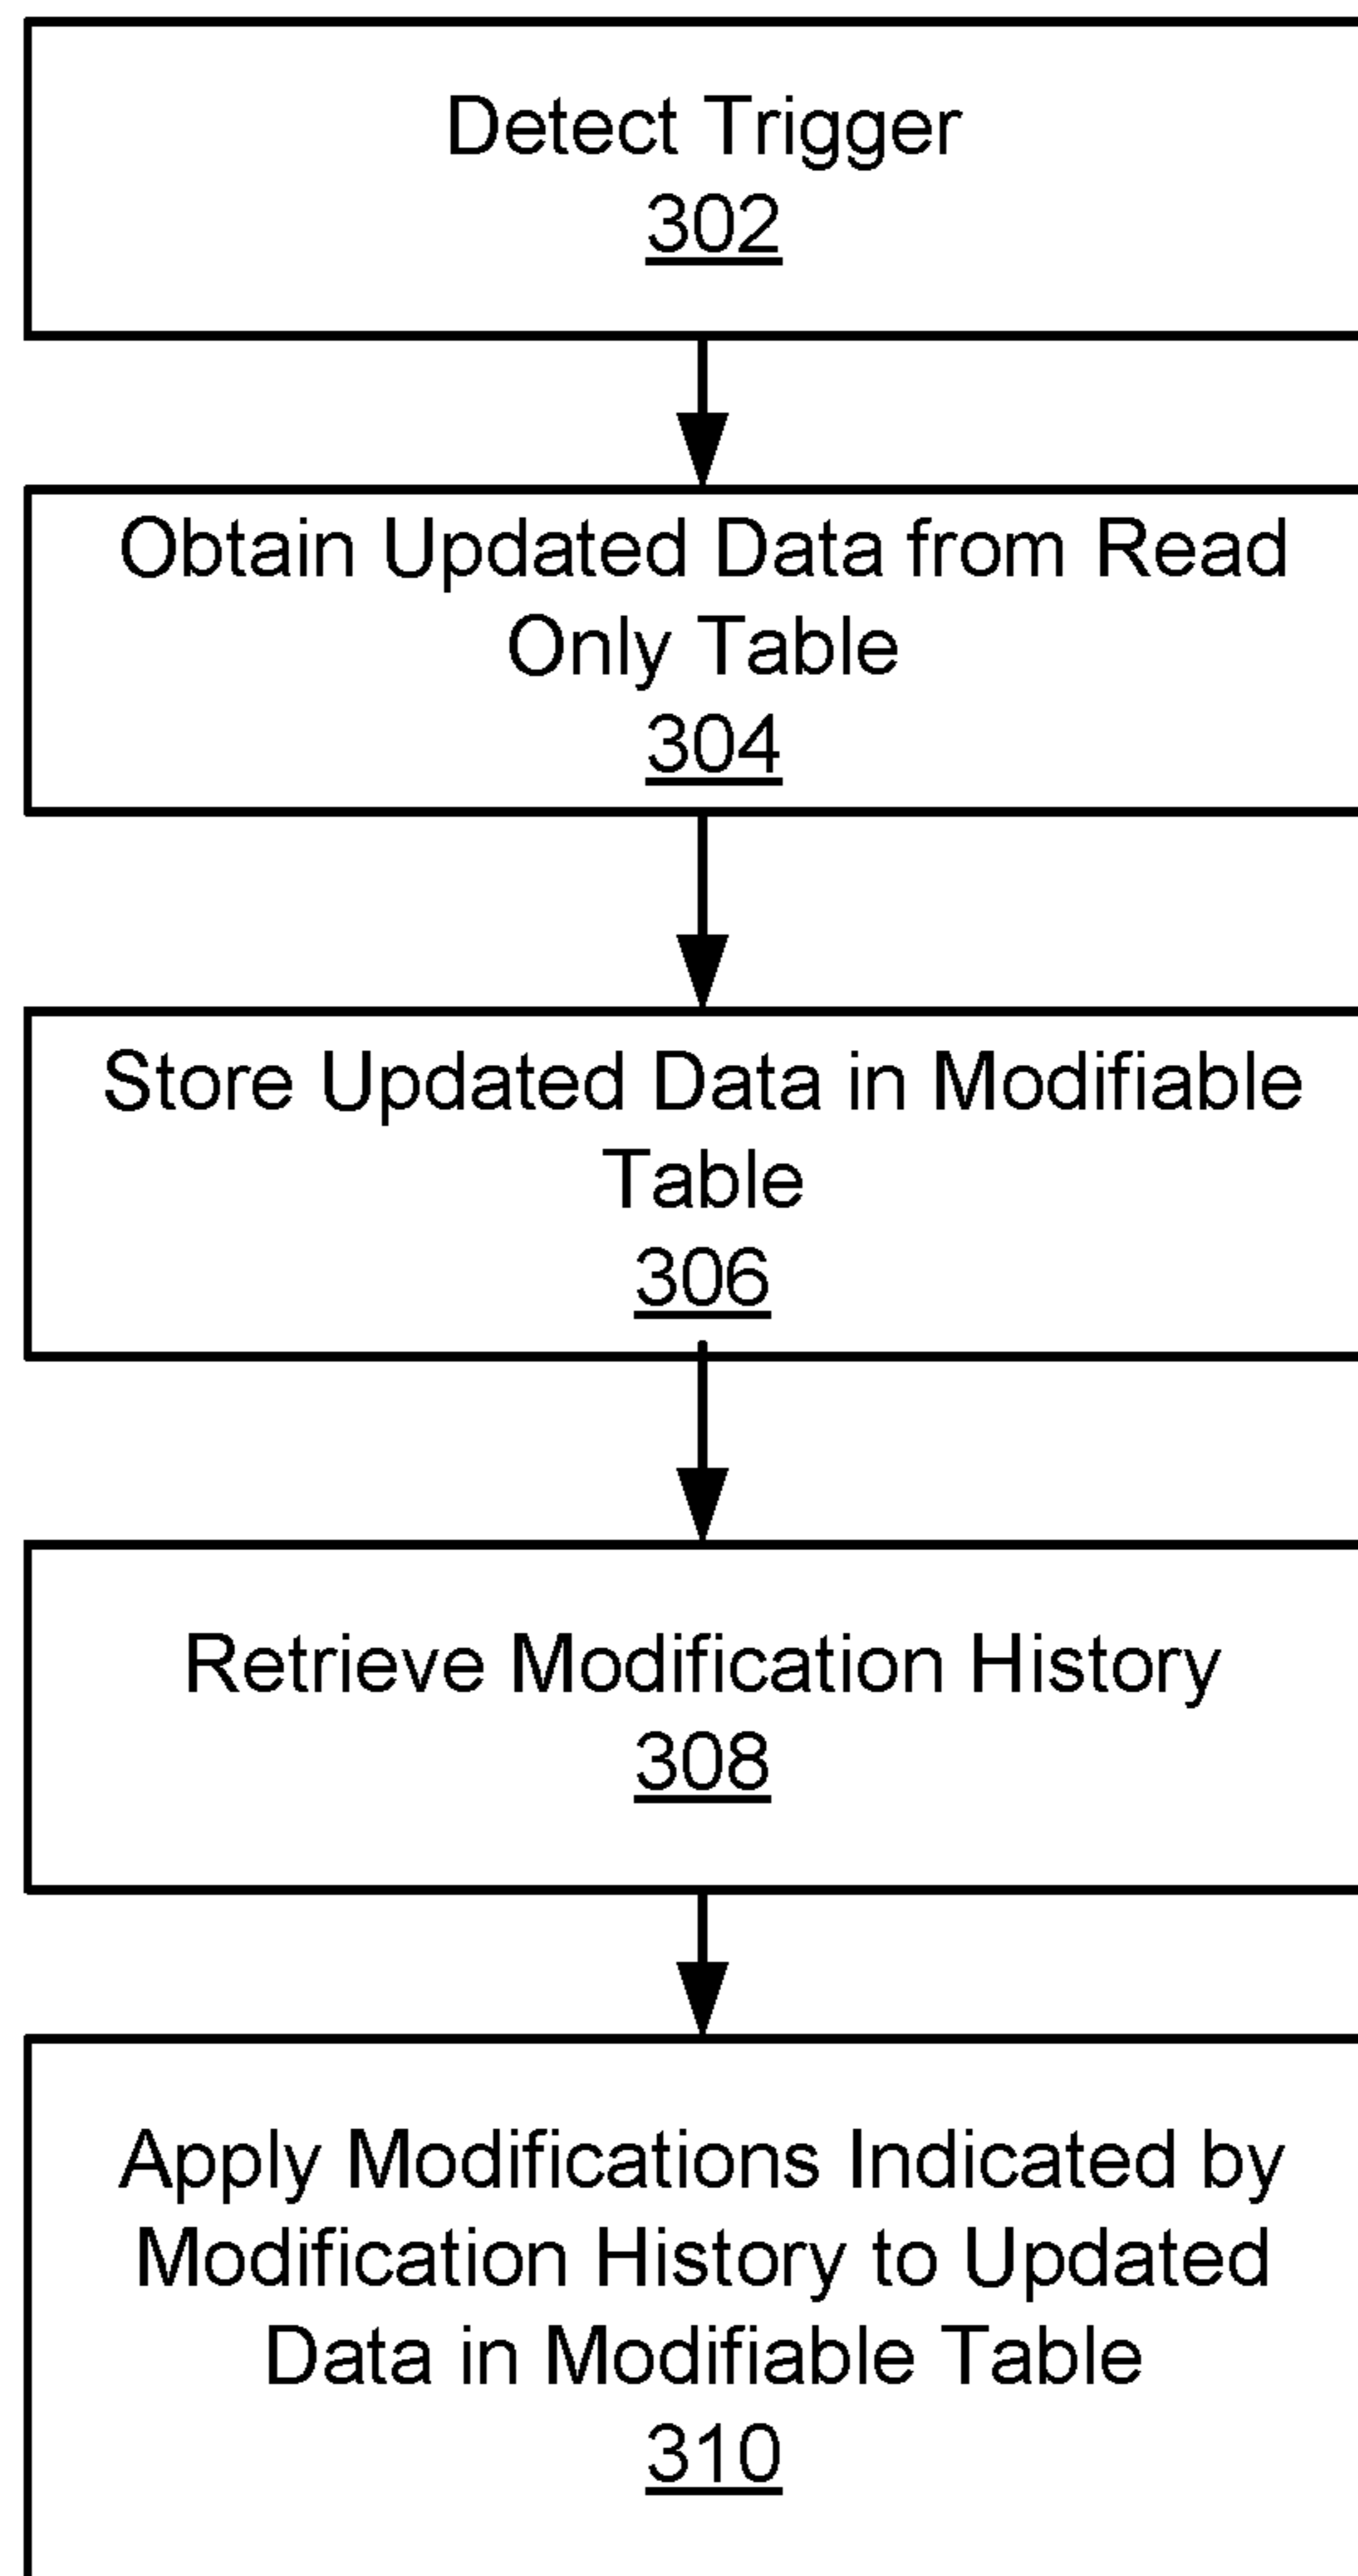 Detect Trigger
302
Obtain Updated Data from Read
Only Table
304
Store Updated Data in Modifiable
Table
306
Retrieve Modification History
308
Apply Modifications Indicated by
Modification History to Updated
Data in Modifiable Table
310